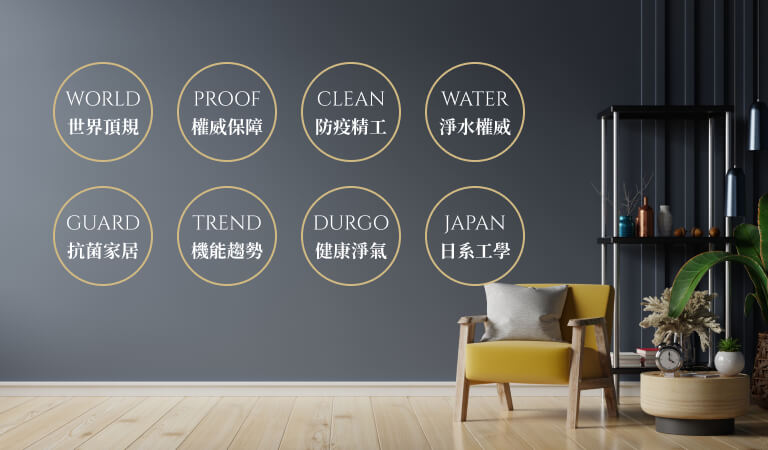 WORLD
世界頂規
PROOF
權威保障
CLEAN
防疫精工
WATER
淨水權威
GUARD
抗菌家居
TREND
機能趨勢
DURGO
健康淨氣
JAPAN
日系工學